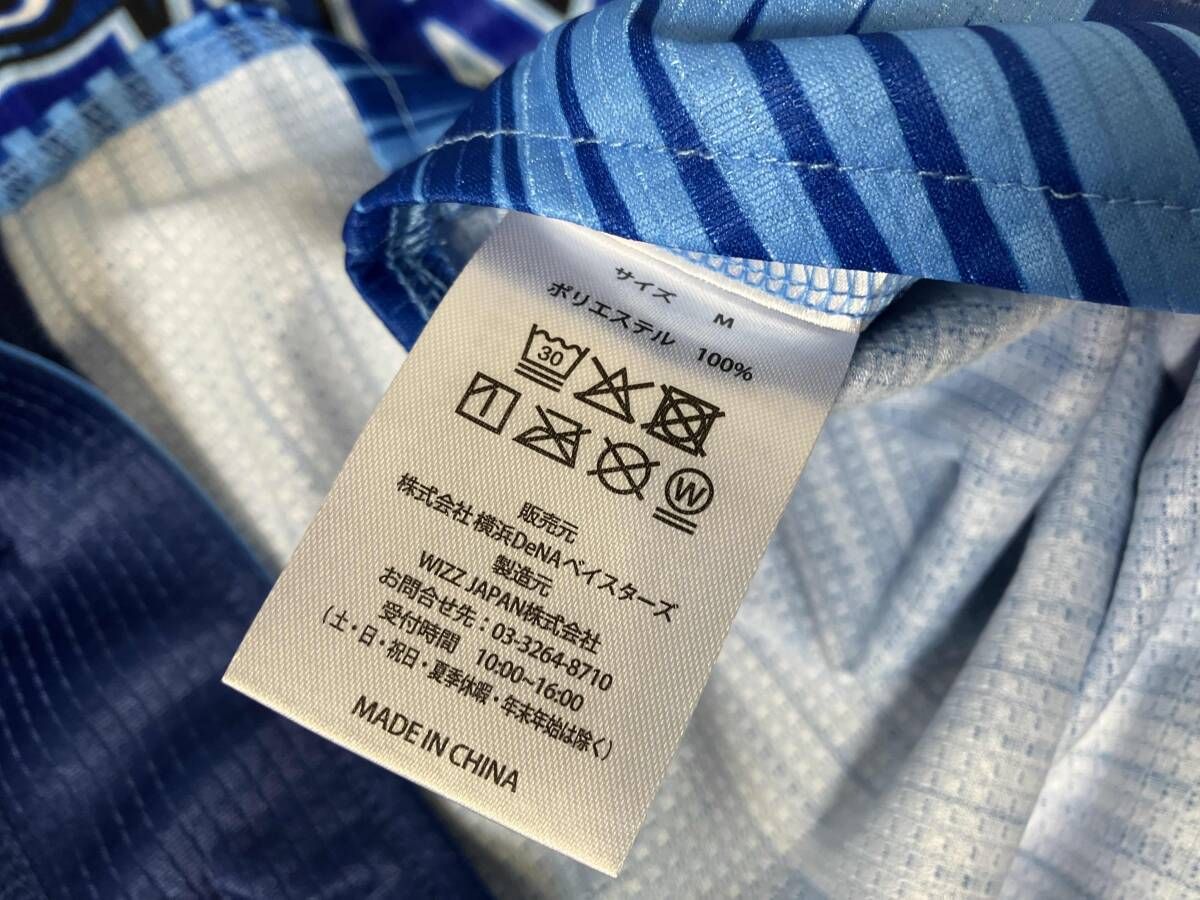 サイズ M
ポリエステル 100%
30
W
販売元
株式会社 横浜DeNAベイスターズ
製造元
WIZZ JAPAN株式会社
お問合せ先：03-3264-8710
受付時間 10:00~16:00
(土・日・祝日・夏季休暇・年末年始は除く)
MADE IN CHINA